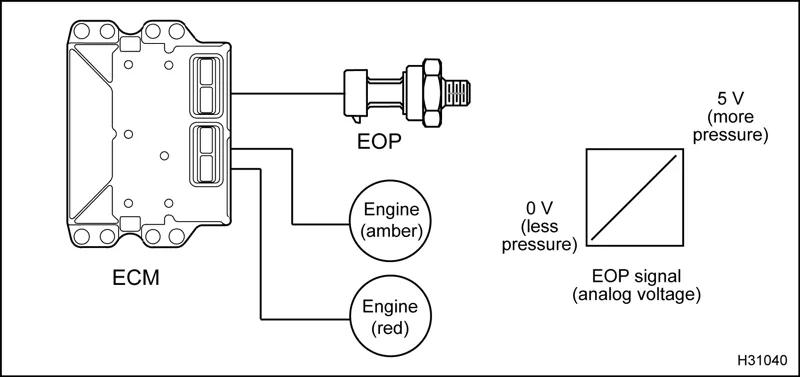 ECM
EOP
Engine
(amber)
Engine
(red)
5 V
(more
pressure)
0 V
(less
pressure)
EOP signal
(analog voltage)
H31040